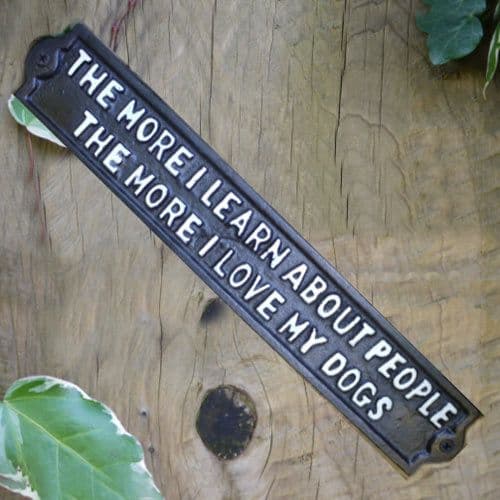 THE MORE I LEARN ABOUT PEOPLE
THE MORE I LOVE MY DOGS